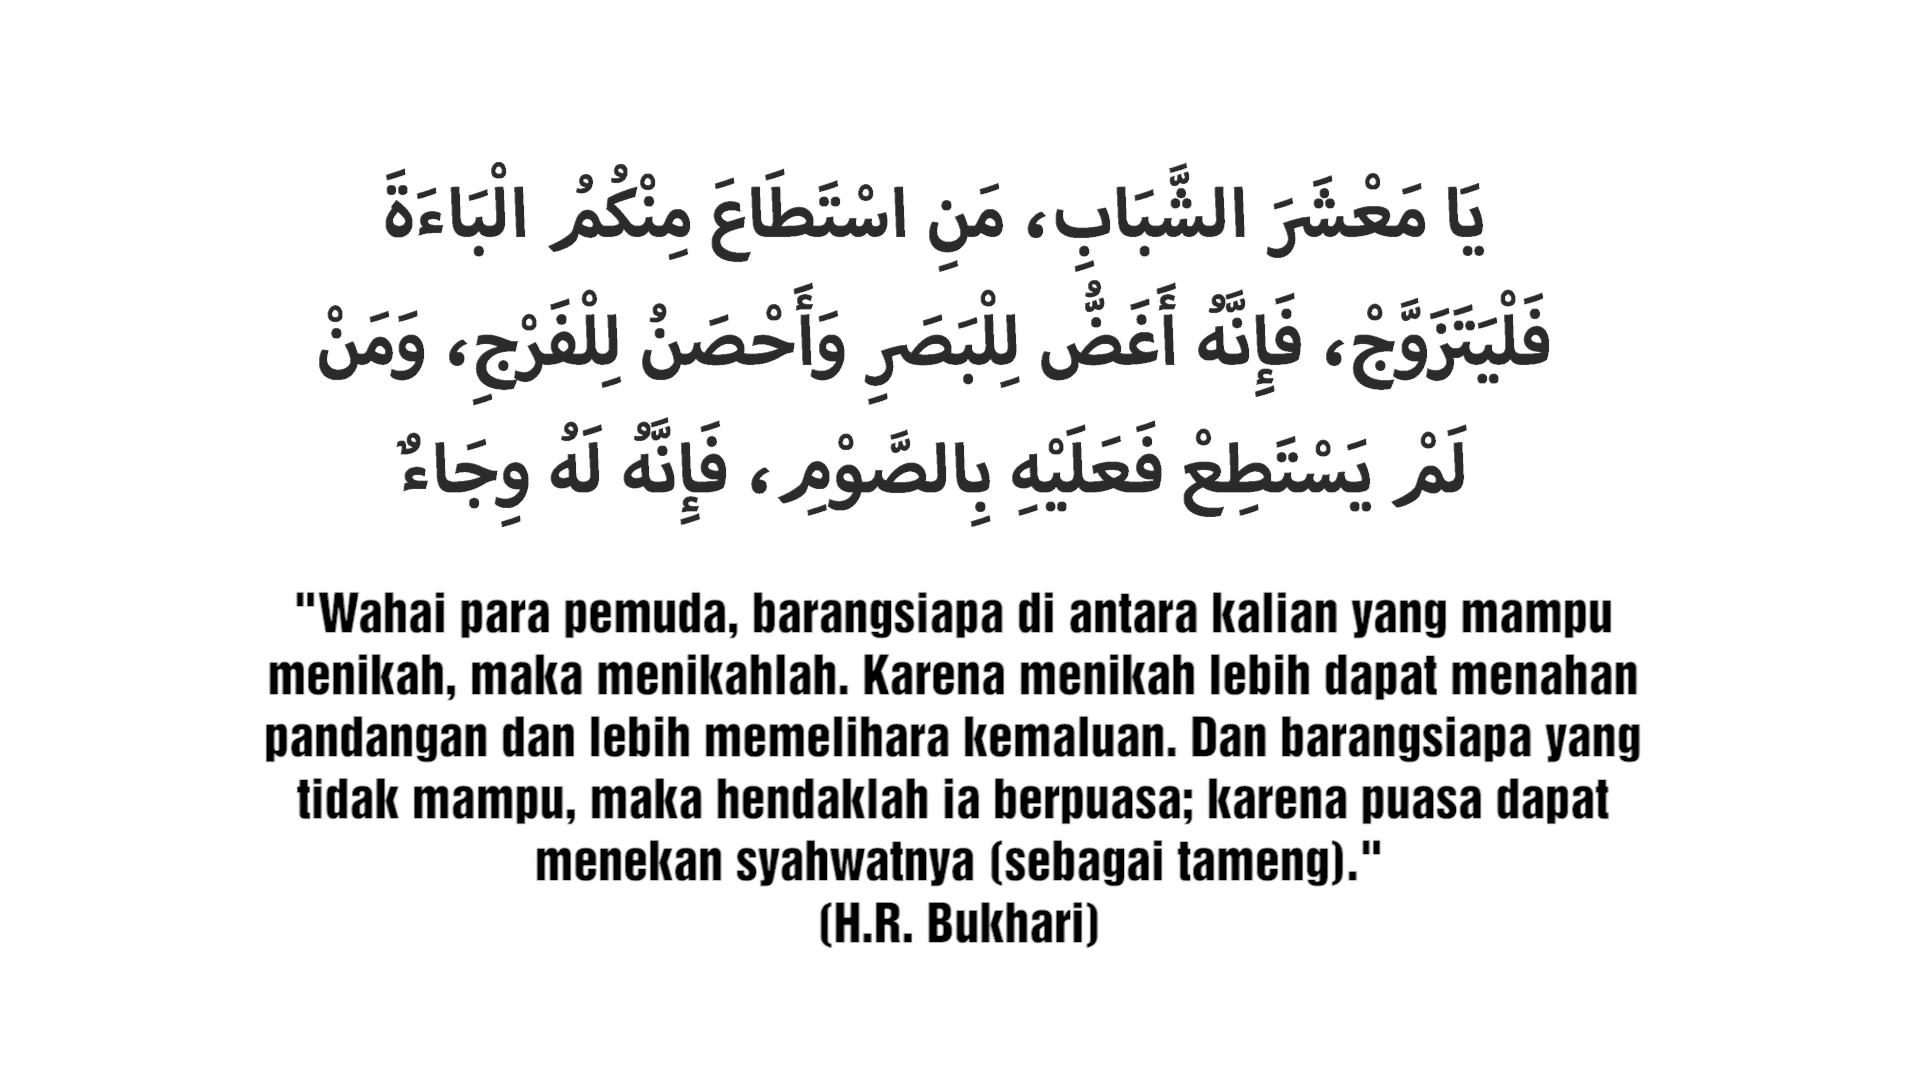 يَا مَعْشَرَ الشَّبَابِ، مَنِ اسْتَطَاعَ مِنْكُمُ الْبَاءَةَ
فَلْيَتَزَوَّجْ، فَإِنَّهُ أَغَضُّ لِلْبَصَرِ وَأَحْصَنُ لِلْفَرْجِ، وَمَنْ
لَمْ يَسْتَطِعْ فَعَلَيْهِ بِالصَّوْمِ، فَإِنَّهُ لَهُ وِجَاءٌ
"Wahai para pemuda, barangsiapa di antara kalian yang mampu
menikah, maka menikahlah. Karena menikah lebih dapat menahan
pandangan dan lebih memelihara kemaluan. Dan barangsiapa yang
tidak mampu, maka hendaklah ia berpuasa; karena puasa dapat
menekan syahwatnya (sebagai tameng)."
(H.R. Bukhari)